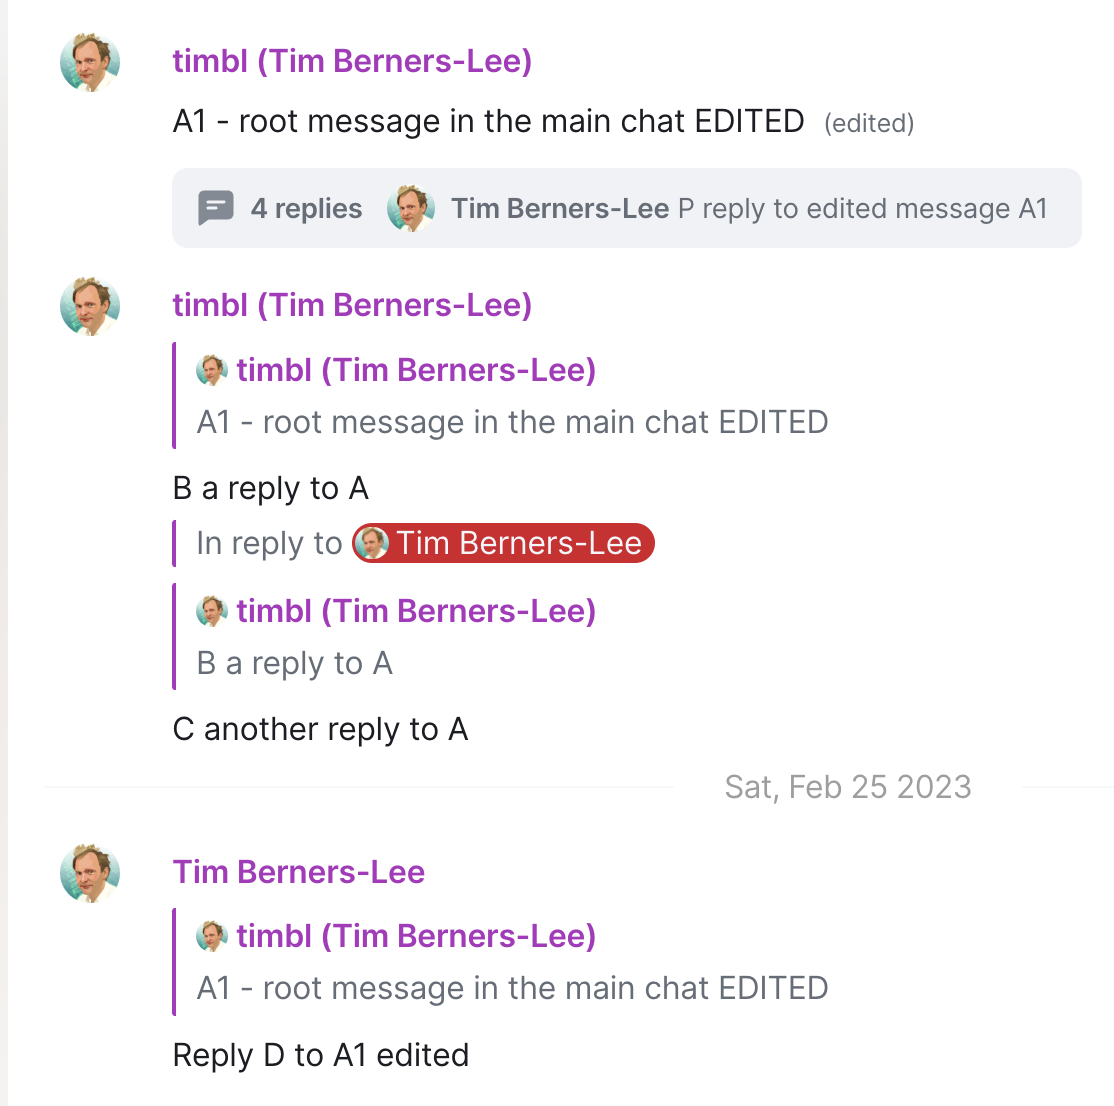 timbl (Tim Berners-Lee)
A1 - root message in the main chat EDITED (edited)
4 replies Tim Berners-Lee P reply to edited message A1
timbl (Tim Berners-Lee)
timbl (Tim Berners-Lee)
A1 - root message in the main chat EDITED
B a reply to A
In reply to Tim Berners-Lee
timbl (Tim Berners-Lee)
B a reply to A
C another reply to A
Sat, Feb 25 2023
Tim Berners-Lee
timbl (Tim Berners-Lee)
A1 - root message in the main chat EDITED
Reply D to A1 edited